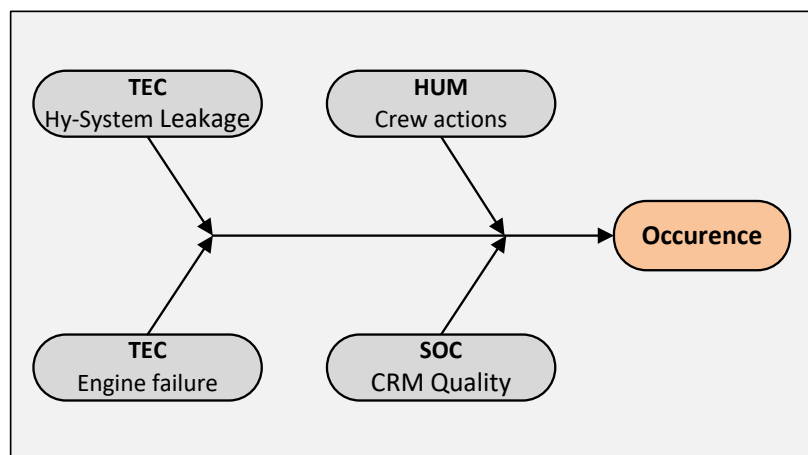 TEC
Hy-System Leakage
HUM
Crew actions
Occurence
TEC
Engine failure
SOC
CRM Quality